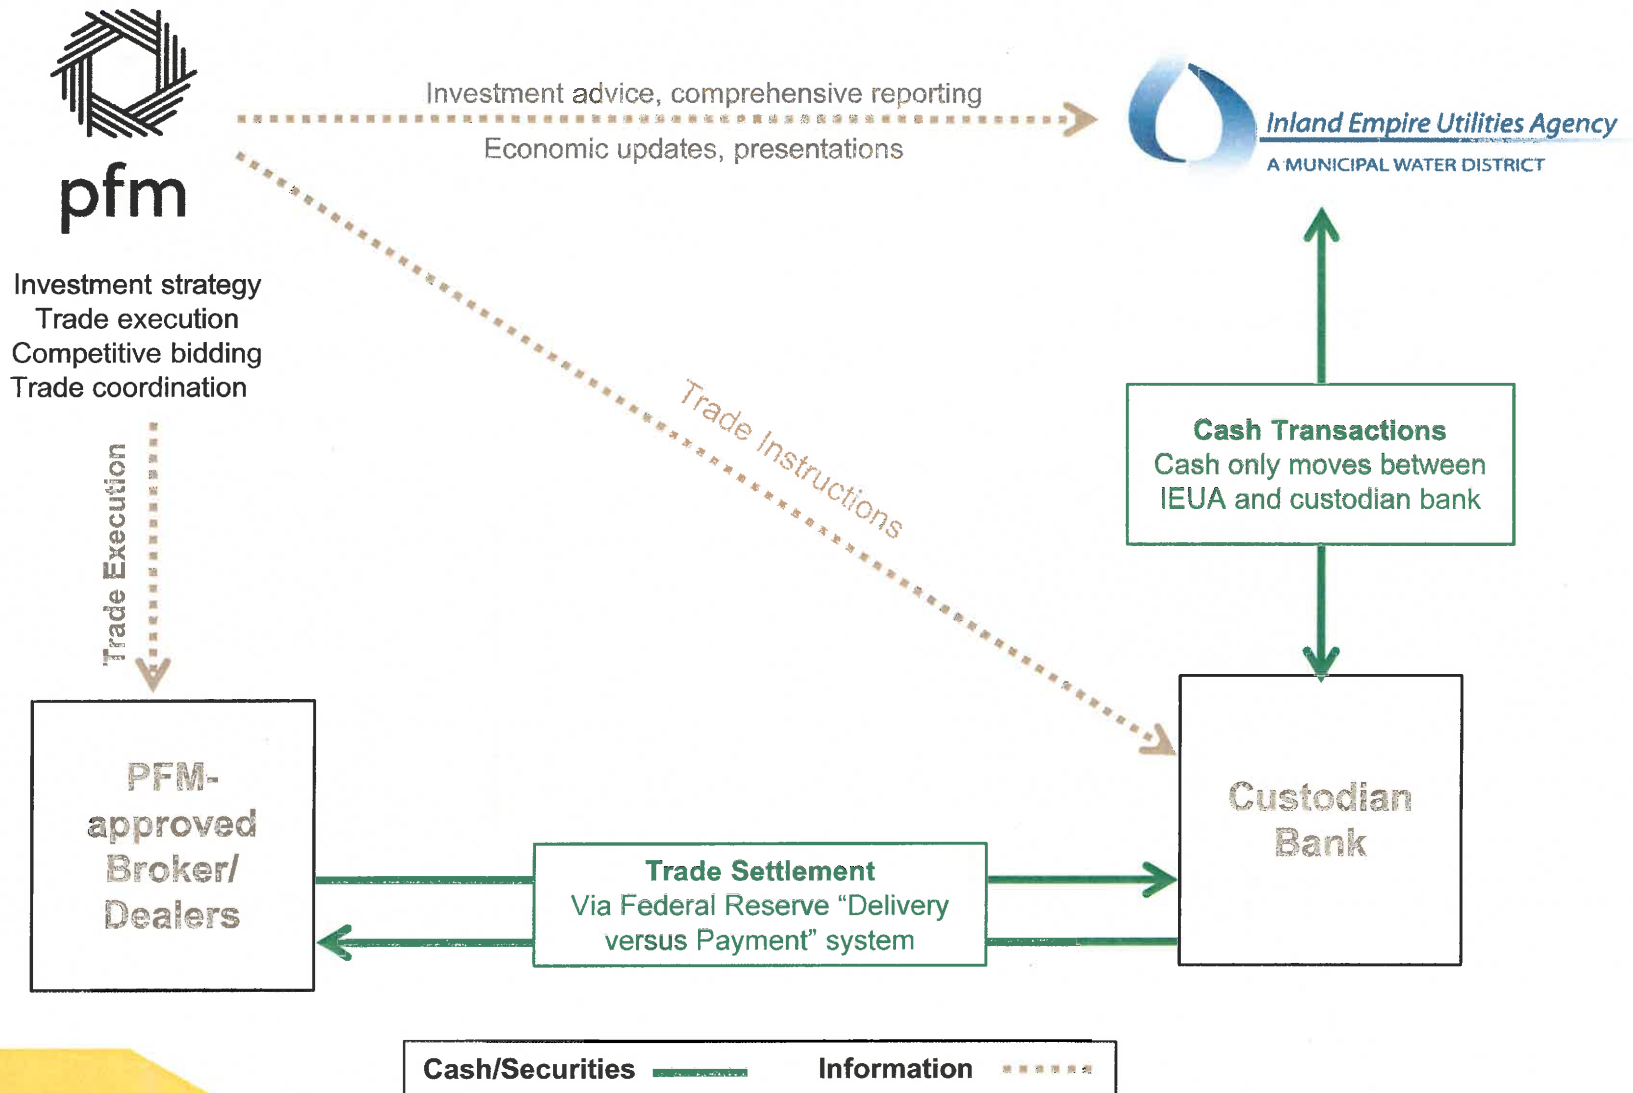 pfm
Investment advice, comprehensive reporting
Economic updates, presentations
Inland Empire Utilities Agency
A MUNICIPAL WATER DISTRICT
Investment strategy
Trade execution
Competitive bidding
Trade coordination
Trade Execution
Trade Instructions
Cash Transactions
Cash only moves between
IEUA and custodian bank
PFM-
approved
Broker/
Dealers
Trade Settlement
Via Federal Reserve “Delivery
versus Payment” system
Custodian
Bank
Cash/Securities
Information